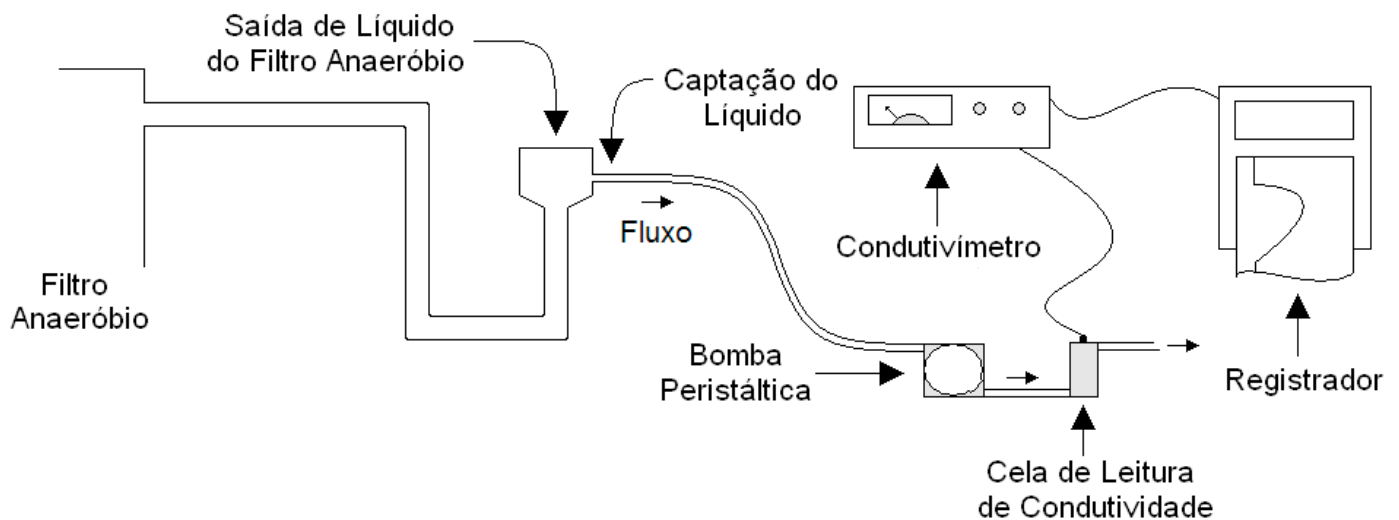 Saída de Líquido
do Filtro Anaeróbio
Captação do
Líquido
Fluxo
Condutivímetro
Filtro
Anaeróbio
Bomba
Peristáltica
Registrador
Cela de Leitura
de Condutividade